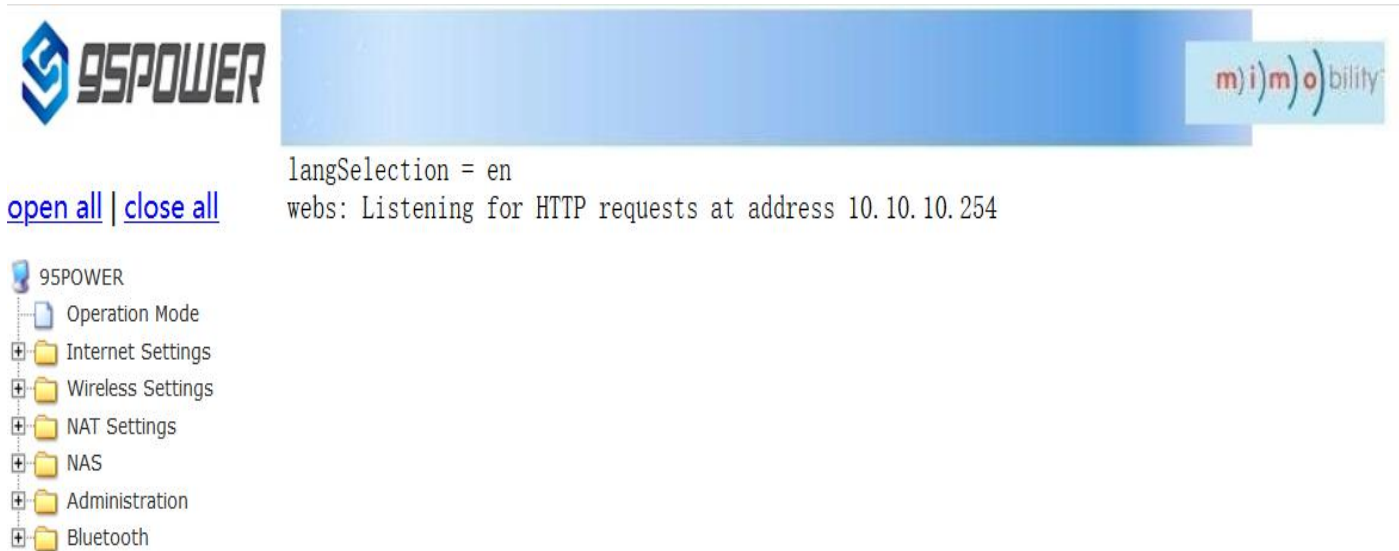 95POWER
m)i)m)o)bility
langSelection = en
webs: Listening for HTTP requests at address 10.10.10.254
open all | close all
95POWER
Operation Mode
Internet Settings
Wireless Settings
NAT Settings
NAS
Administration
Bluetooth